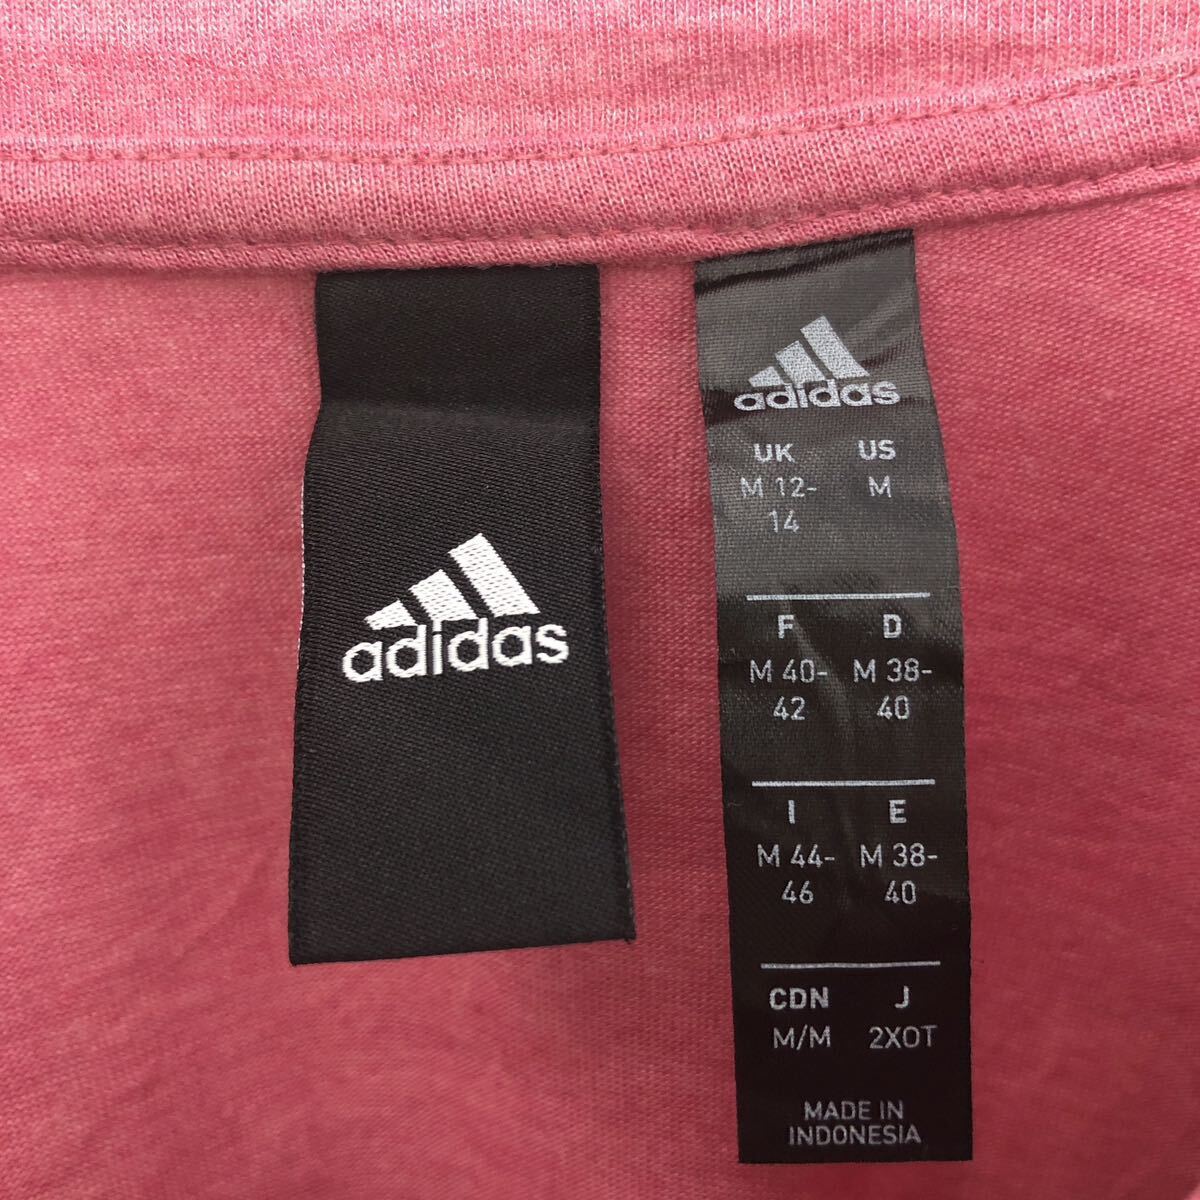 adidas
adidas
UK US
M 12- M
14
F D
M 40- M 38-
42 40
I E
M 44- M 38-
46 40
CDN J
M/M 2XOT
MADE IN
INDONESIA